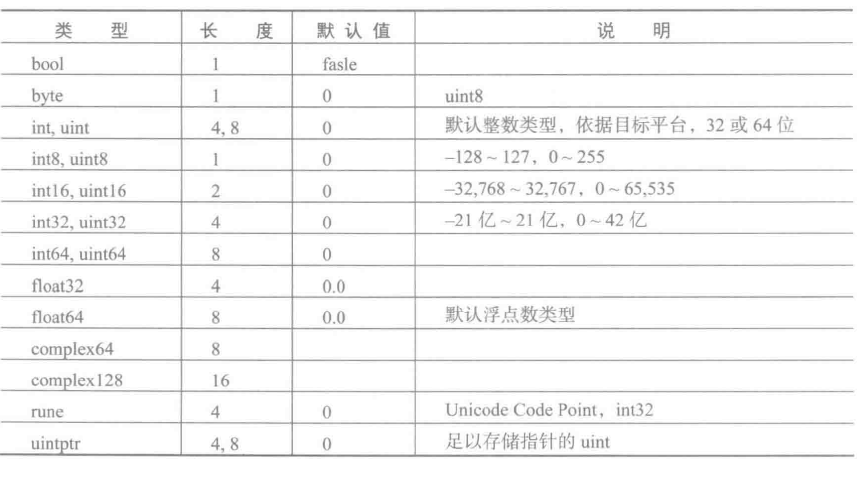 类 型 长 度 默 认 值 说 明
bool 1 fasle
byte 1 0 uint8
int, uint 4, 8 0 默认整数类型，依据目标平台，32 或 64 位
int8, uint8 1 0 –128 ~ 127，0 ~ 255
int16, uint16 2 0 –32,768 ~ 32,767，0 ~ 65,535
int32, uint32 4 0 –21 亿 ~ 21 亿，0 ~ 42 亿
int64, uint64 8 0
float32 4 0.0
float64 8 0.0 默认浮点数类型
complex64 8
complex128 16
rune 4 0 Unicode Code Point，int32
uintptr 4, 8 0 足以存储指针的 uint